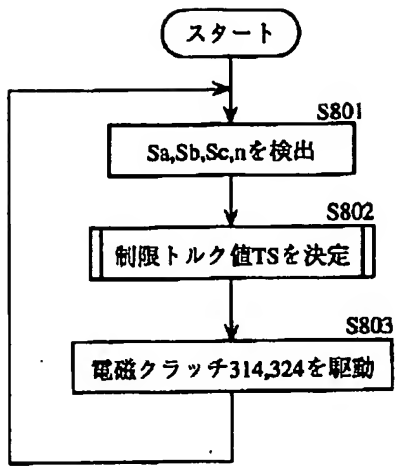 スタート
S801
Sa,Sb,Sc,nを検出
S802
制限トルク値TSを決定
S803
電磁クラッチ314,324を駆動